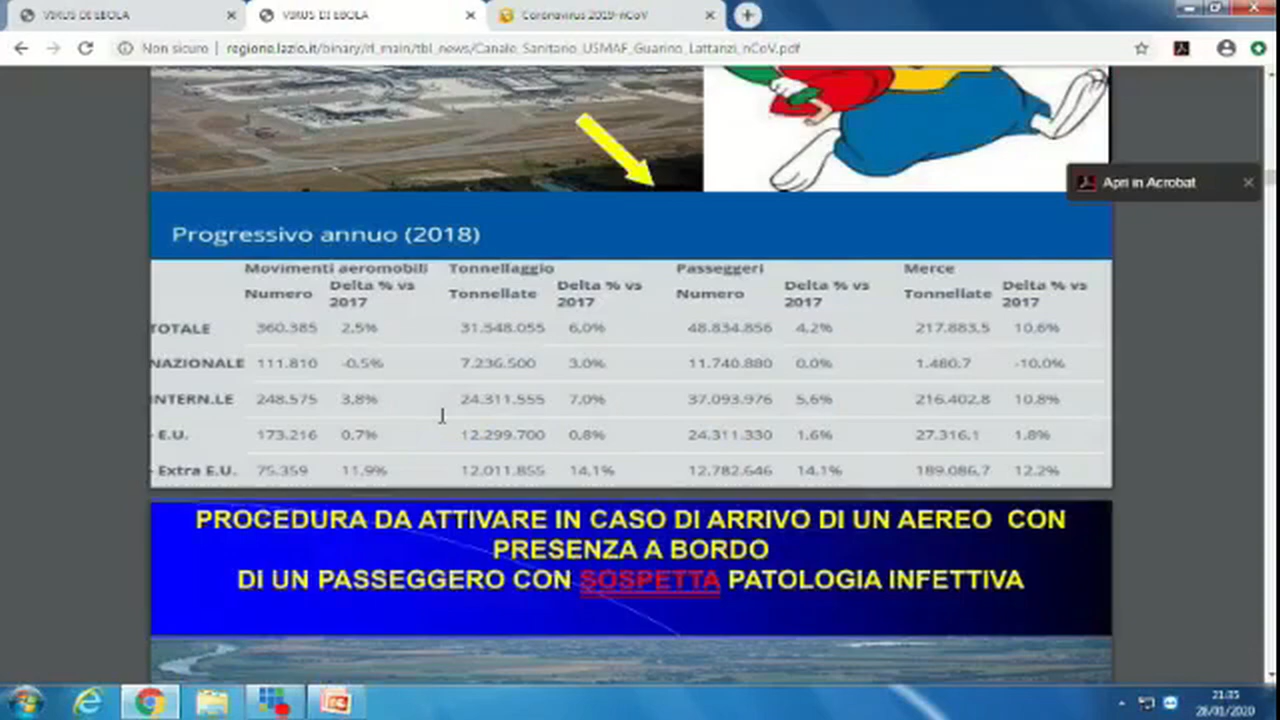 VIRUS DI EBOLA
VIRUS DI EBOLA
Coronavirus 2019-nCoV
Non sicuro | regione.lazio.it/binary/rl_main/tbl_news/Canale_Sanitario_USMAF_Guarino_Lattanzi_nCoV.pdf
Apri in Acrobat
Progressivo annuo (2018)
Movimenti aeromobili Tonnellaggio Passeggeri Merce
Numero Delta % vs 2017 Tonnellate Delta % vs 2017 Numero Delta % vs 2017 Tonnellate Delta % vs 2017
TOTALE 360.385 2,5% 31.548.055 6,0% 48.834.856 4,2% 217.883,5 10,6%
NAZIONALE 111.810 -0,5% 7.236.500 3,0% 11.740.880 0,0% 1.480,7 -10,0%
INTERN.LE 248.575 3,8% 24.311.555 7,0% 37.093.976 5,6% 216.402,8 10,8%
- E.U. 173.216 0,7% 12.299.700 0,8% 24.311.330 1,6% 27.316,1 1,8%
- Extra E.U. 75.359 11,9% 12.011.855 14,1% 12.782.646 14,1% 189.086,7 12,2%
PROCEDURA DA ATTIVARE IN CASO DI ARRIVO DI UN AEREO CON
PRESENZA A BORDO
DI UN PASSEGGERO CON SOSPETTA PATOLOGIA INFETTIVA
21:35
28/01/2020